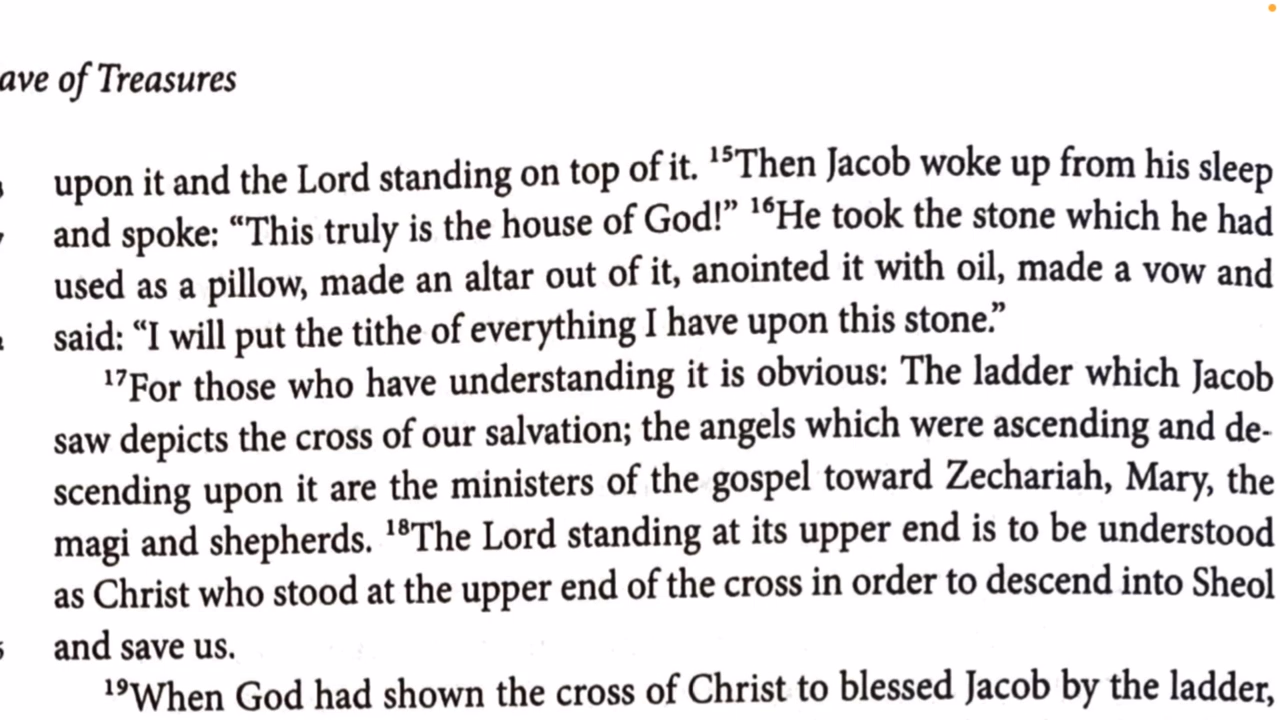 ave of Treasures
upon it and the Lord standing on top of it. ¹⁵Then Jacob woke up from his sleep
and spoke: “This truly is the house of God!” ¹⁶He took the stone which he had
used as a pillow, made an altar out of it, anointed it with oil, made a vow and
said: “I will put the tithe of everything I have upon this stone.”
¹⁷For those who have understanding it is obvious: The ladder which Jacob
saw depicts the cross of our salvation; the angels which were ascending and de-
scending upon it are the ministers of the gospel toward Zechariah, Mary, the
magi and shepherds. ¹⁸The Lord standing at its upper end is to be understood
as Christ who stood at the upper end of the cross in order to descend into Sheol
and save us.
¹⁹When God had shown the cross of Christ to blessed Jacob by the ladder,